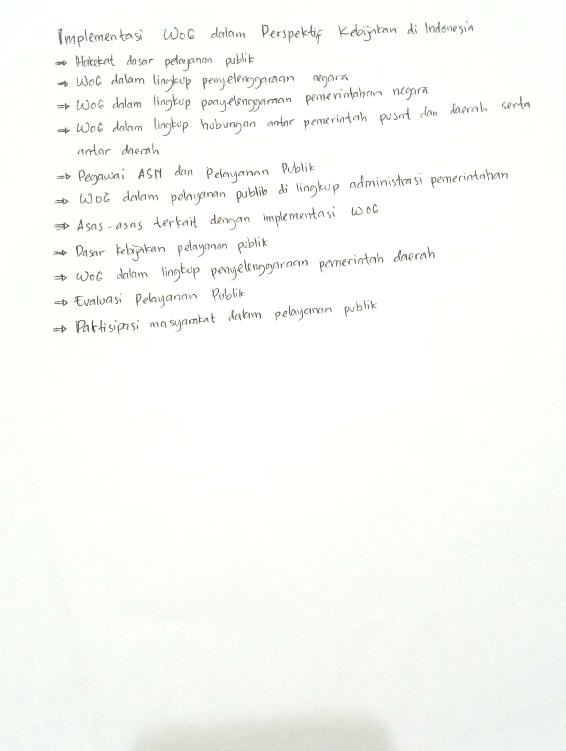 Implementasi WoG dalam Perspektif Kebijakan di Indonesia
⇒ Hakekat dasar pelayanan publik
⇒ WoG dalam lingkup penyelenggaraan negara
⇒ WoG dalam lingkup penyelenggaraan pemerintahan negara
⇒ WoG dalam lingkup hubungan antar pemerintah pusat dan daerah serta
antar daerah
⇒ Pegawai ASN dan Pelayanan Publik
⇒ WoG dalam pelayanan publik di lingkup administrasi pemerintahan
⇒ Asas-asas terkait dengan implementasi WoG
⇒ Dasar kebijakan pelayanan publik
⇒ WoG dalam lingkup penyelenggaraan pemerintah daerah
⇒ Evaluasi Pelayanan Publik
⇒ Partisipasi masyarakat dalam pelayanan publik